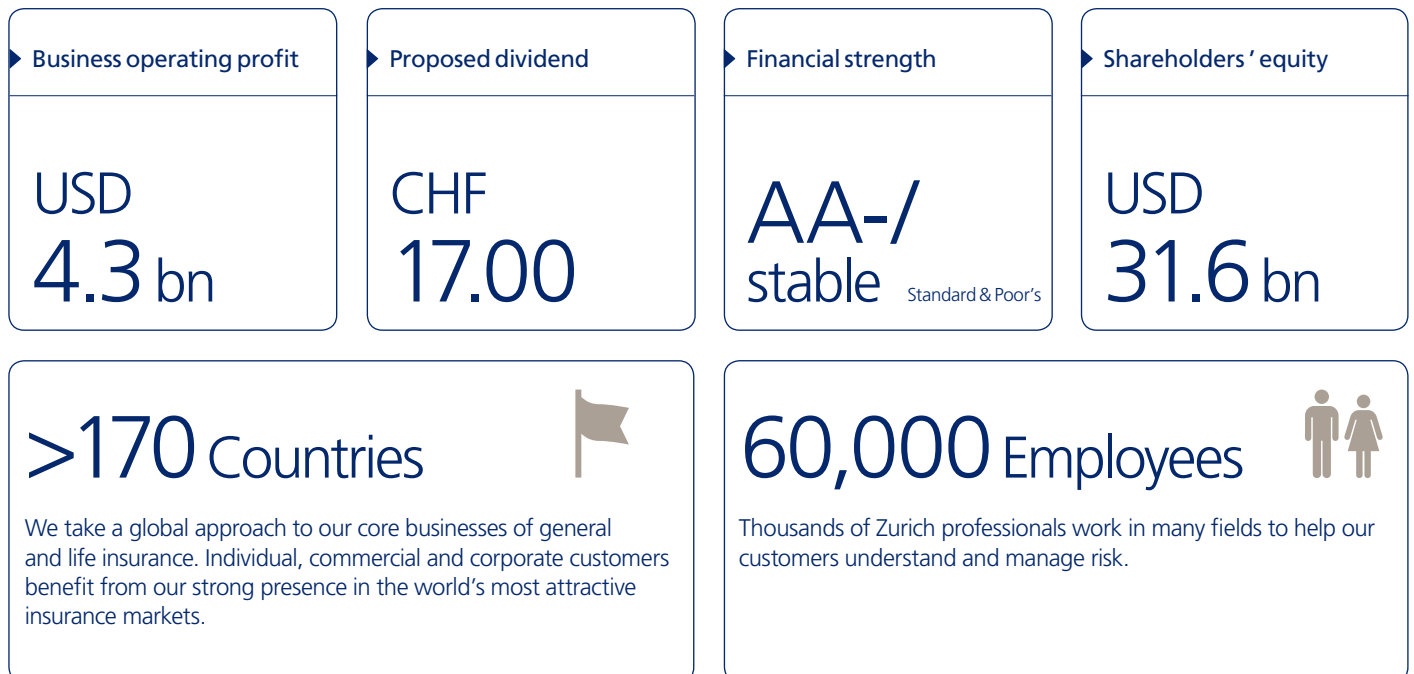 Business operating profit
USD
4.3 bn
Proposed dividend
CHF
17.00
Financial strength
AA-/
stable Standard & Poor's
Shareholders ' equity
USD
31.6 bn
>170 Countries
We take a global approach to our core businesses of general
and life insurance. Individual, commercial and corporate customers
benefit from our strong presence in the world's most attractive
insurance markets.
60,000 Employees
Thousands of Zurich professionals work in many fields to help our
customers understand and manage risk.